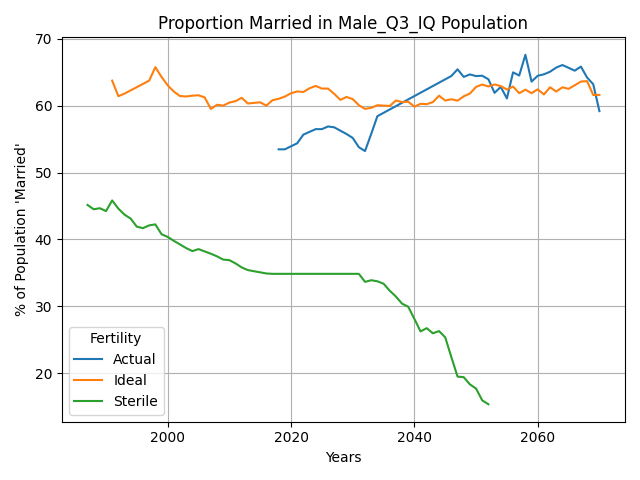 Proportion Married in Male_Q3_IQ Population
% of Population 'Married'
70
60
50
40
30
20
Fertility
Actual
Ideal
Sterile
2000
2020
2040
2060
Years